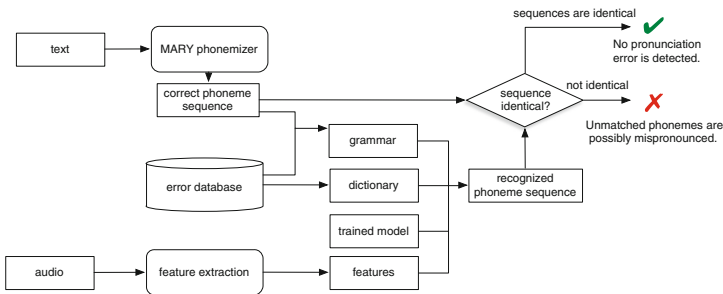 sequences are identical
text
MARY phonemizer
No pronunciation
error is detected.
correct phoneme
sequence
sequence
identical?
not identical
Unmatched phonemes are
possibly mispronounced.
grammar
error database
dictionary
recognized
phoneme sequence
trained model
audio
feature extraction
features